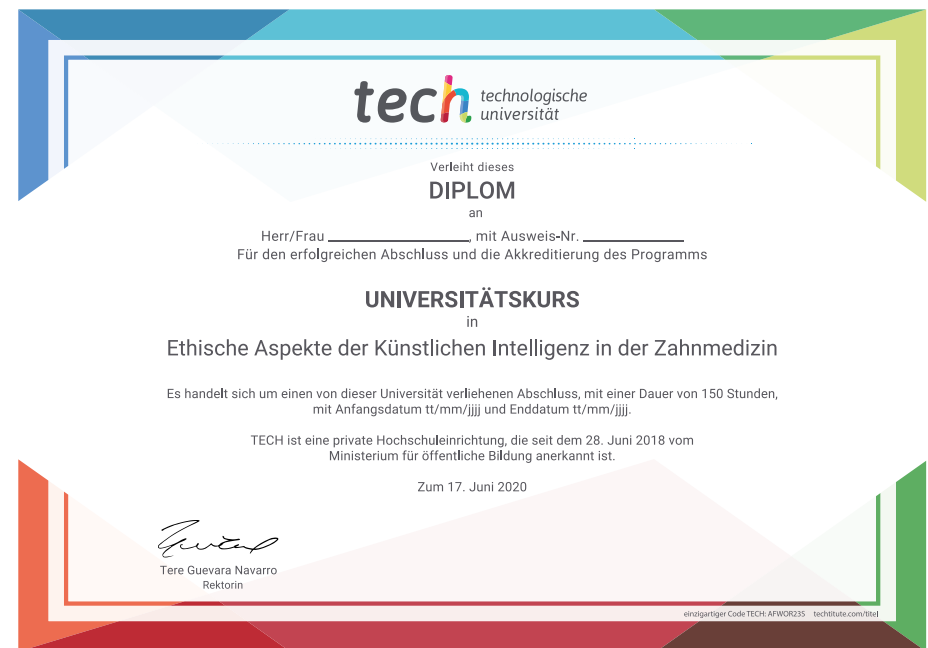 tech technologische
universität
Verleiht dieses
DIPLOM
an
Herr/Frau ____________________, mit Ausweis-Nr. ______________
Für den erfolgreichen Abschluss und die Akkreditierung des Programms
UNIVERSITÄTSKURS
in
Ethische Aspekte der Künstlichen Intelligenz in der Zahnmedizin
Es handelt sich um einen von dieser Universität verliehenen Abschluss, mit einer Dauer von 150 Stunden,
mit Anfangsdatum tt/mm/jjjj und Enddatum tt/mm/jjjj.
TECH ist eine private Hochschuleinrichtung, die seit dem 28. Juni 2018 vom
Ministerium für öffentliche Bildung anerkannt ist.
Zum 17. Juni 2020
Tere Guevara Navarro
Rektorin
einzigartiger Code TECH: AFWOR23S techtitute.com/titel